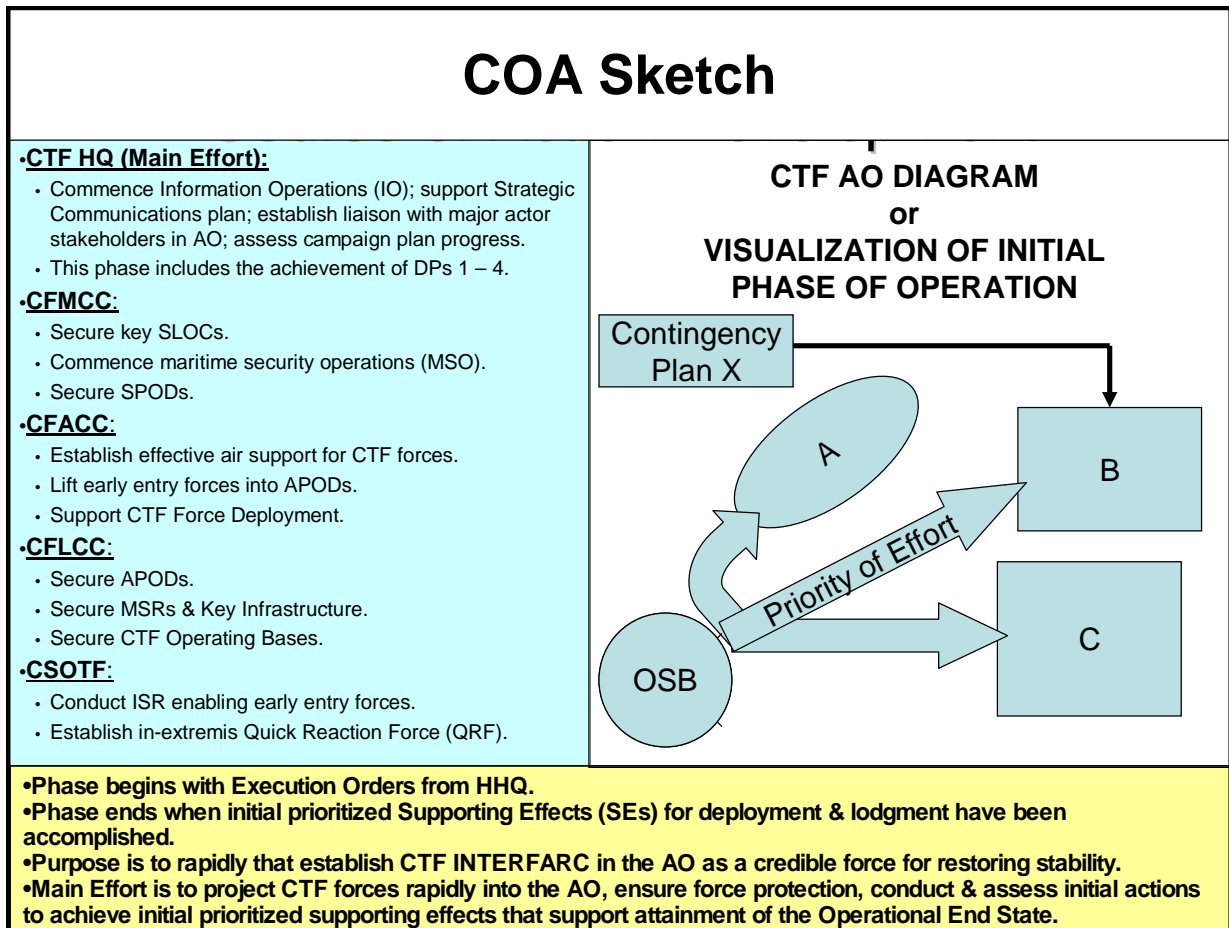 COA Sketch
•CTF HQ (Main Effort):
• Commence Information Operations (IO); support Strategic
Communications plan; establish liaison with major actor
stakeholders in AO; assess campaign plan progress.
• This phase includes the achievement of DPs 1 – 4.
•CFMCC:
• Secure key SLOCs.
• Commence maritime security operations (MSO).
• Secure SPODs.
•CFACC:
• Establish effective air support for CTF forces.
• Lift early entry forces into APODs.
• Support CTF Force Deployment.
•CFLCC:
• Secure APODs.
• Secure MSRs & Key Infrastructure.
• Secure CTF Operating Bases.
•CSOTF:
• Conduct ISR enabling early entry forces.
• Establish in-extremis Quick Reaction Force (QRF).
CTF AO DIAGRAM
or
VISUALIZATION OF INITIAL
PHASE OF OPERATION
Contingency
Plan X
A
B
Priority of Effort
C
OSB
•Phase begins with Execution Orders from HHQ.
•Phase ends when initial prioritized Supporting Effects (SEs) for deployment & lodgment have been
accomplished.
•Purpose is to rapidly that establish CTF INTERFARC in the AO as a credible force for restoring stability.
•Main Effort is to project CTF forces rapidly into the AO, ensure force protection, conduct & assess initial actions
to achieve initial prioritized supporting effects that support attainment of the Operational End State.